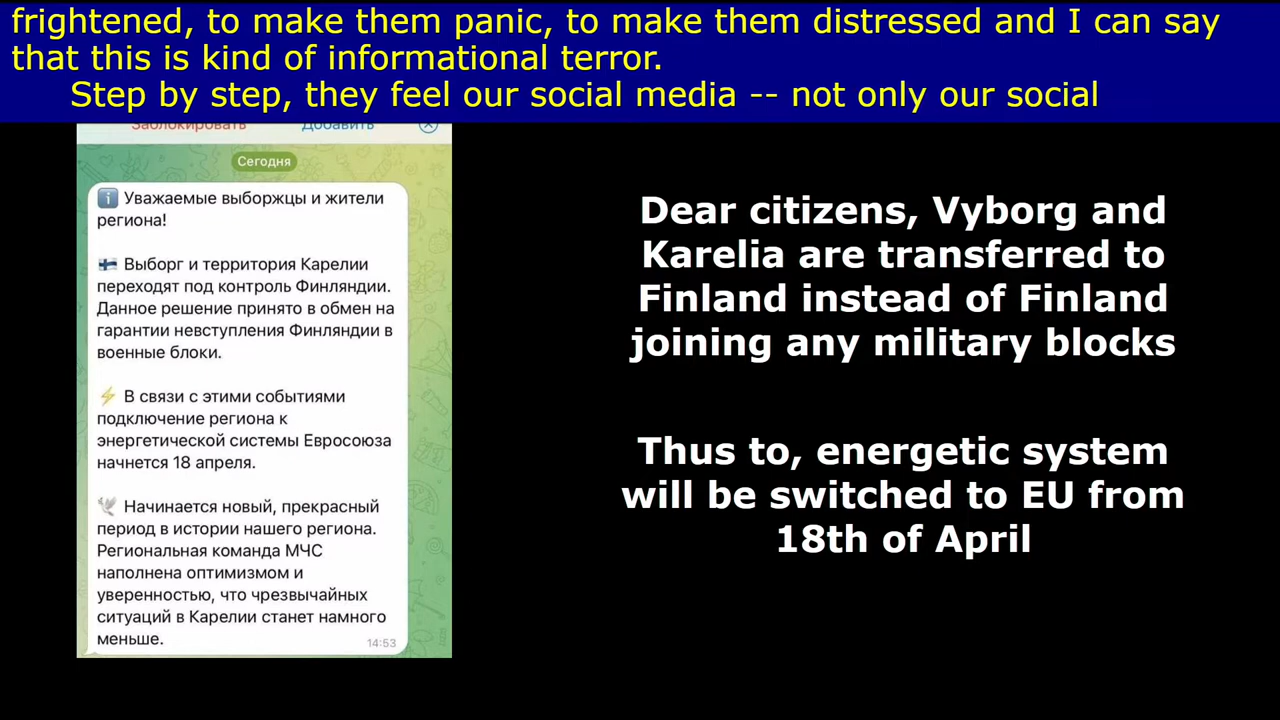 frightened, to make them panic, to make them distressed and I can say
that this is kind of informational terror.
Step by step, they feel our social media -- not only our social
Заблокировать Добавить
Сегодня
Уважаемые выборжцы и жители
региона!
Выборг и территория Карелии
переходят под контроль Финляндии.
Данное решение принято в обмен на
гарантии невступления Финляндии в
военные блоки.
В связи с этими событиями
подключение региона к
энергетической системы Евросоюза
начнется 18 апреля.
Начинается новый, прекрасный
период в истории нашего региона.
Региональная команда МЧС
наполнена оптимизмом и
уверенностью, что чрезвычайных
ситуаций в Карелии станет намного
меньше.
14:53
Dear citizens, Vyborg and
Karelia are transferred to
Finland instead of Finland
joining any military blocks
Thus to, energetic system
will be switched to EU from
18th of April